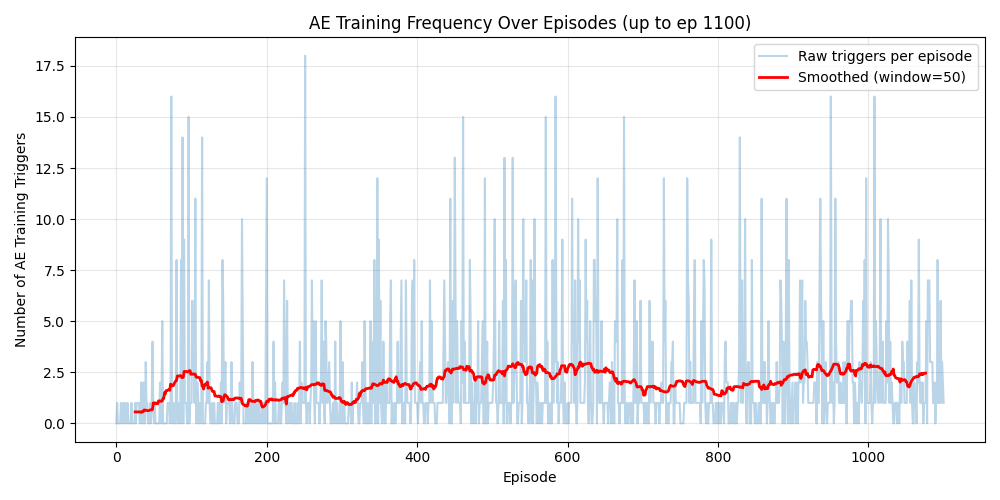 AE Training Frequency Over Episodes (up to ep 1100)
Raw triggers per episode
Smoothed (window=50)
Number of AE Training Triggers
17.5
15.0
12.5
10.0
7.5
5.0
2.5
0.0
0 200 400 600 800 1000
Episode